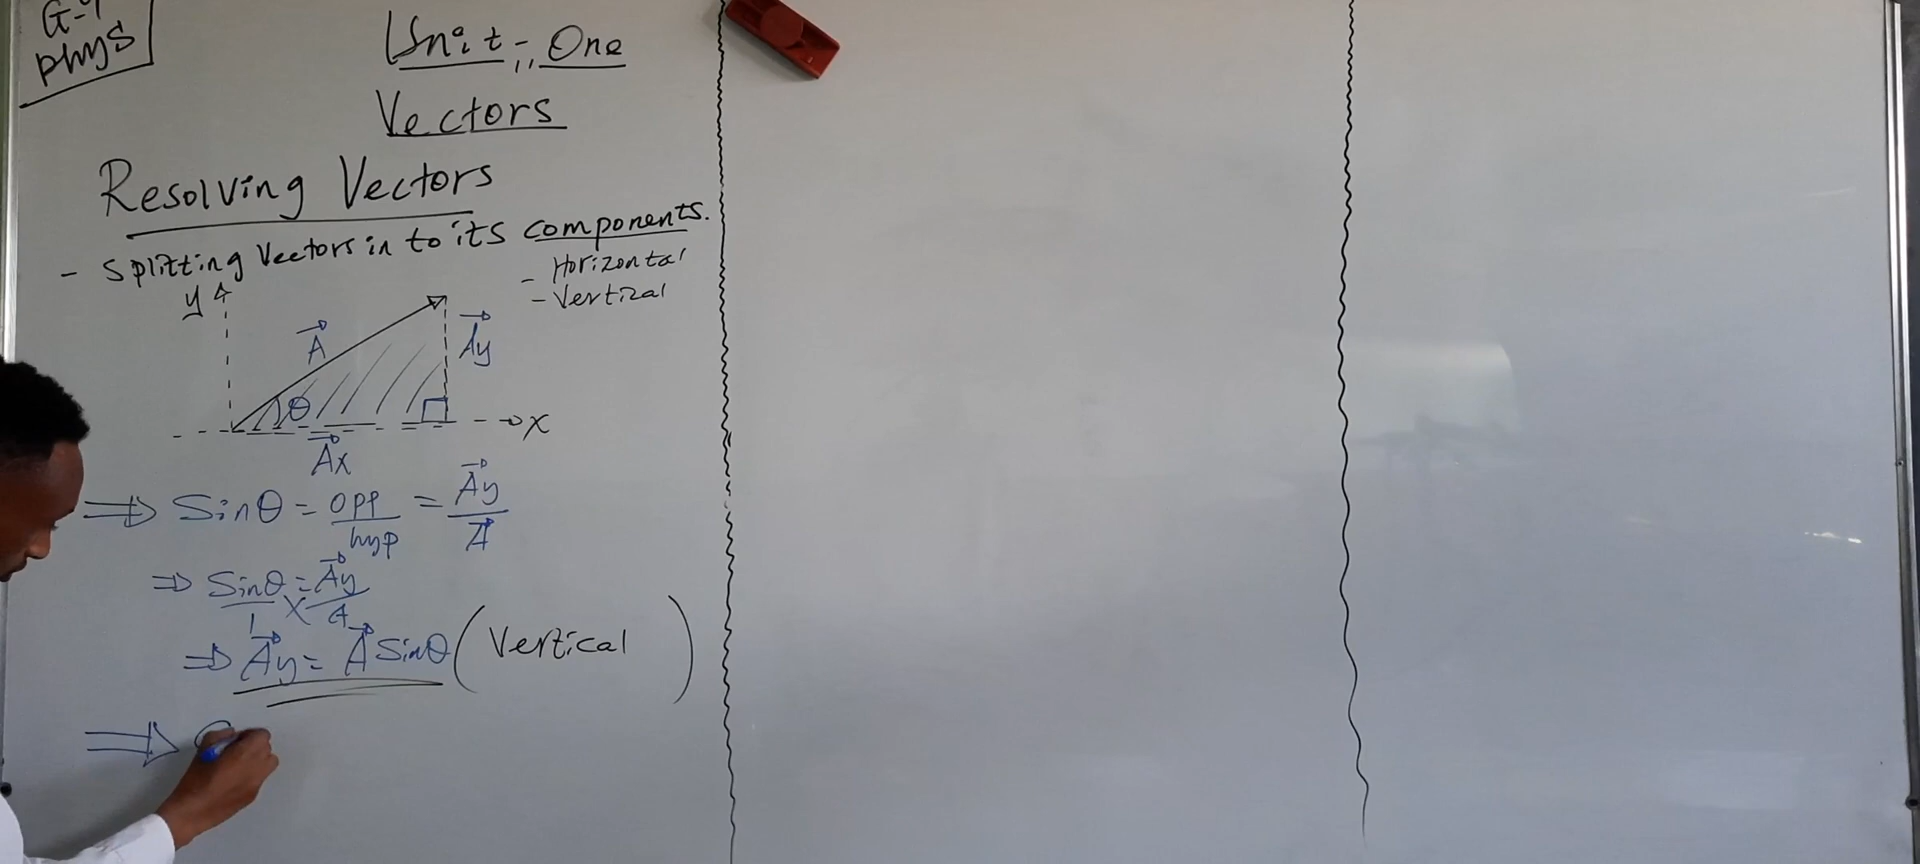 G-9
phys
Unit-One
Vectors
Resolving Vectors
- Splitting Vectors in to its components.
- Horizontal
- Vertical
y
A
Ay
θ
x
Ax
⇒ Sinθ = opp/hyp = Ay/A
⇒ Sinθ/1 = Ay/A
⇒ Ay = A Sinθ (Vertical)
⇒ C